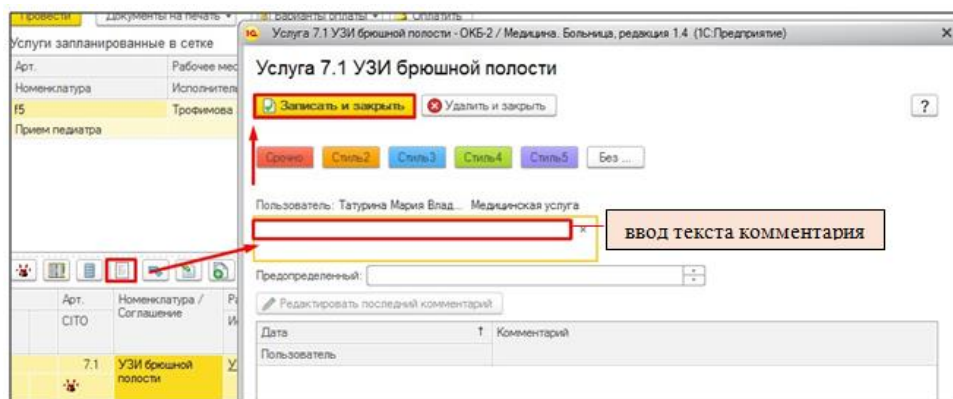 Провести Документы на печать Варианты оплаты Оплатить
Услуга 7.1 УЗИ брюшной полости - ОКБ-2 / Медицина. Больница, редакция 1.4 (1С:Предприятие)
Услуги запланированные в сетке
Арт. Рабочее мес
Номенклатура Исполнитель
f5 Трофимова
Прием педиатра
Услуга 7.1 УЗИ брюшной полости
Записать и закрыть Удалить и закрыть ?
Срочно Стиль2 Стиль3 Стиль4 Стиль5 Без ...
Пользователь: Татурина Мария Влад... Медицинская услуга
ввод текста комментария
Предопределенный:
Редактировать последний комментарий
Дата ↑ Комментарий
Пользователь
Арт. Номенклатура /
CITO Соглашение
7.1 УЗИ брюшной
полости